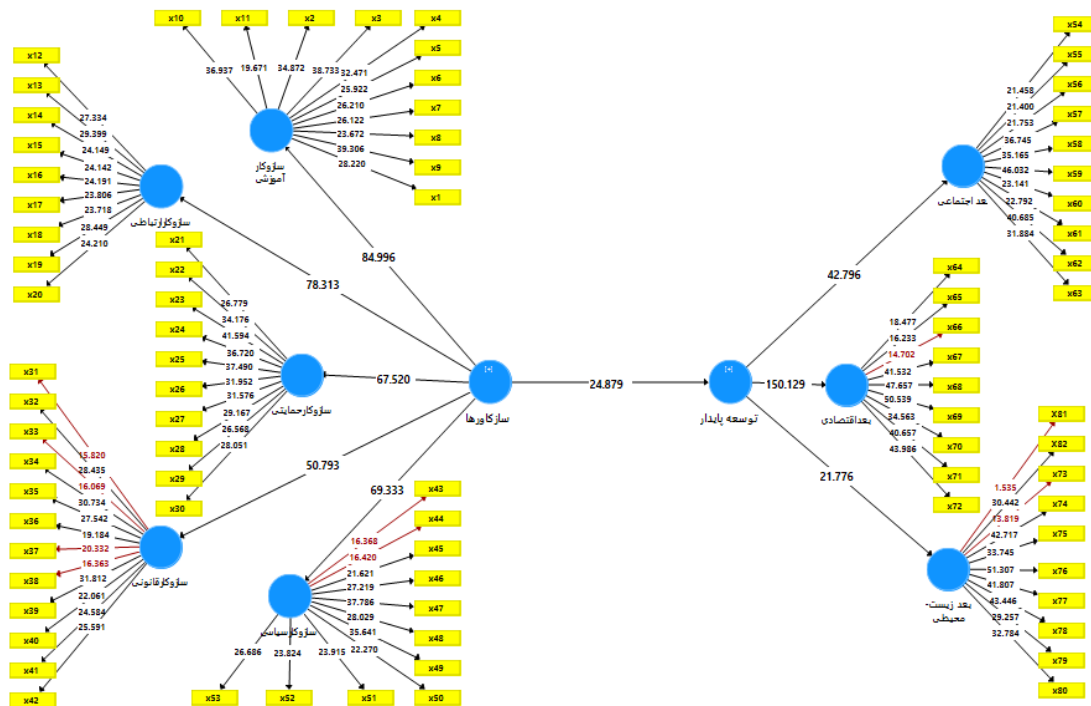 x10
x11
x2
x3
x4
x5
x6
x7
x8
x9
x1
36.937
19.671
34.872
38.733
32.471
25.922
26.210
26.122
23.672
39.306
28.220
سازوکار
آموزشی
x12
x13
x14
x15
x16
x17
x18
x19
x20
27.334
29.399
24.149
24.142
24.191
23.806
23.718
28.449
24.210
سازوکارارتباطی
x21
x22
x23
x24
x25
x26
x27
x28
x29
x30
26.779
34.176
41.594
36.720
37.490
31.952
31.576
29.167
26.568
28.051
سازوکارحمایتی
x31
x32
x33
x34
x35
x36
x37
x38
x39
x40
x41
x42
15.820
28.435
16.069
30.734
27.542
19.184
20.332
16.363
31.812
22.061
24.584
25.591
سازوکارقانونی
x43
x44
x45
x46
x47
x48
x49
x50
x51
x52
x53
16.368
16.420
21.621
27.219
37.786
28.029
35.641
22.270
23.915
23.824
26.686
سازوکارسیاسی
84.996
78.313
67.520
50.793
69.333
[+]
سازکاورها
24.879
[+]
توسعه پایدار
42.796
150.129
21.776
x54
x55
x56
x57
x58
x59
x60
x61
x62
x63
21.458
21.400
21.753
36.745
35.165
46.032
23.141
22.792
40.685
31.884
بعد اجتماعی
x64
x65
x66
x67
x68
x69
x70
x71
x72
18.477
16.233
14.702
41.532
47.657
50.539
34.563
40.657
43.986
بعداقتصادی
X81
X82
x73
x74
x75
x76
x77
x78
x79
x80
1.535
30.442
13.819
42.717
33.745
51.307
41.807
43.446
29.257
32.784
بعد زیست-
محیطی